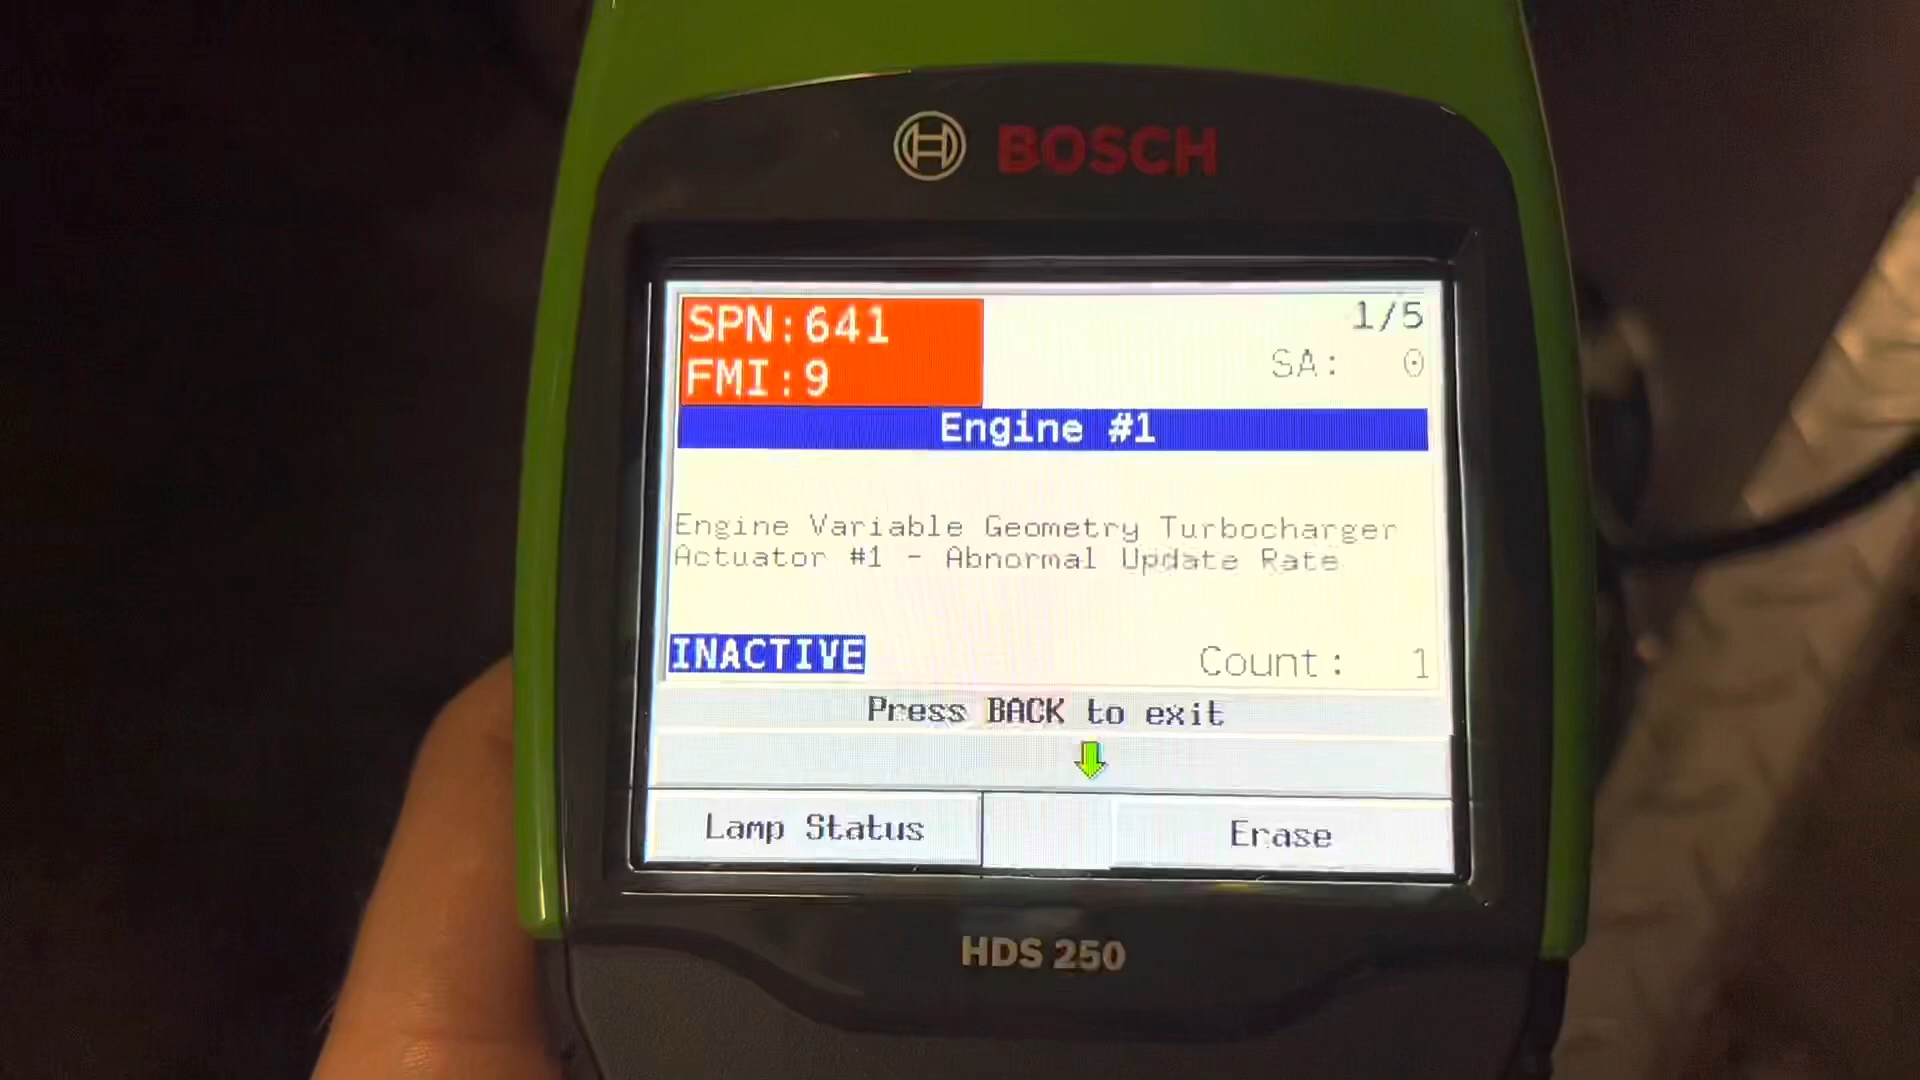 BOSCH
SPN:641
1/5
FMI:9
SA: 0
Engine #1
Engine Variable Geometry Turbocharger
Actuator #1 - Abnormal Update Rate
INACTIVE
Count: 1
Press BACK to exit
Lamp Status
Erase
HDS 250